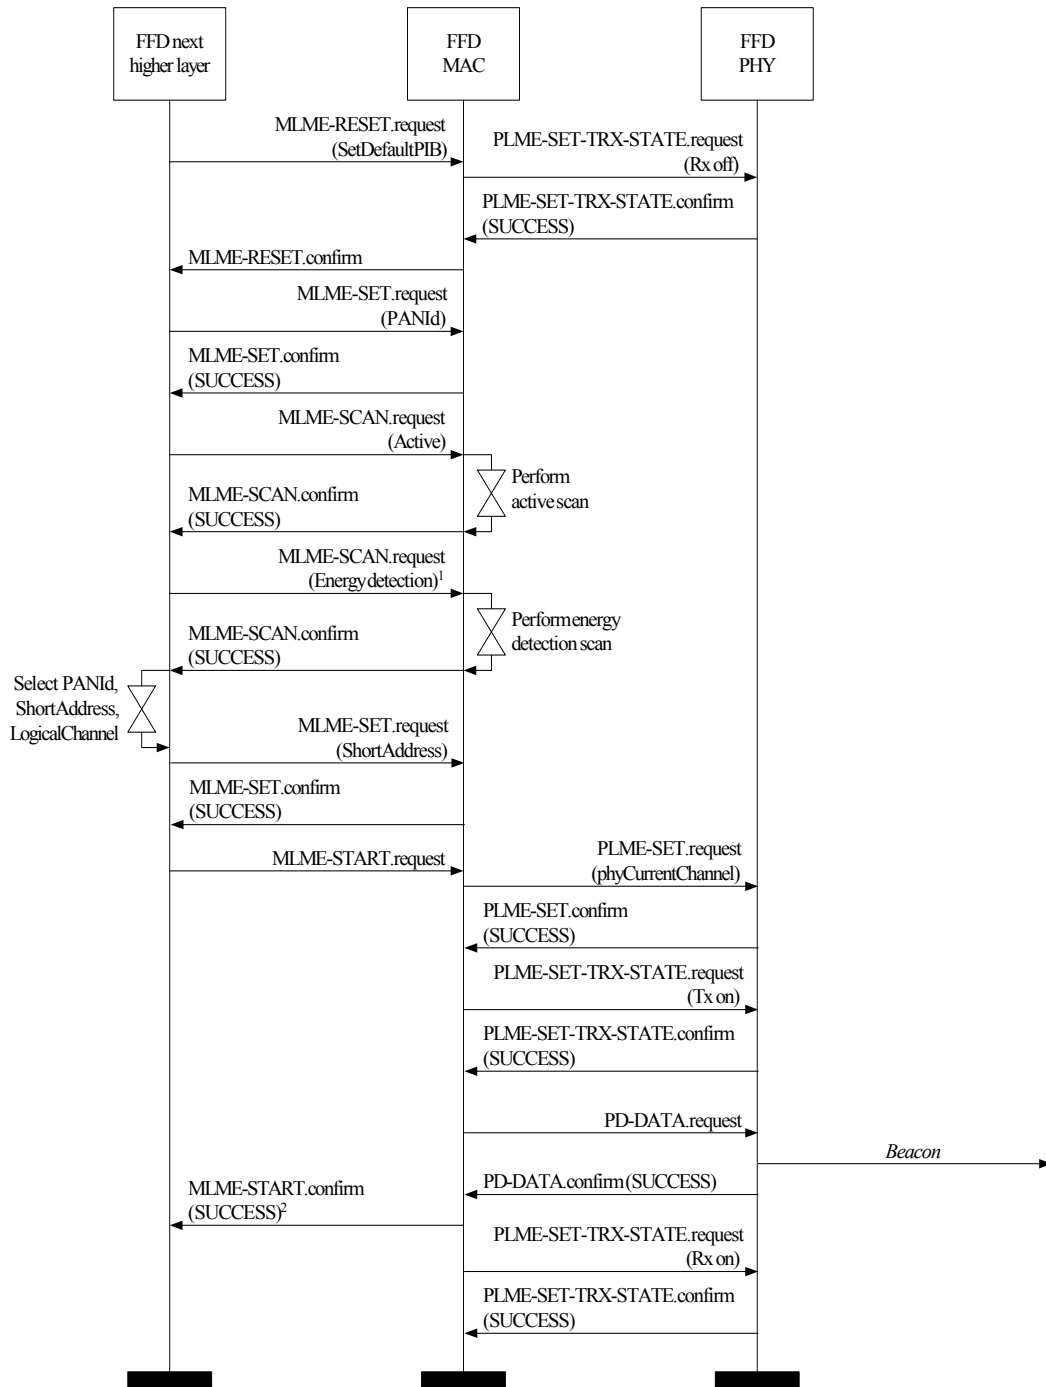 FFD next
higher layer
FFD
MAC
FFD
PHY
MLME-RESET.request
(SetDefaultPIB)
PLME-SET-TRX-STATE.request
(Rx off)
PLME-SET-TRX-STATE.confirm
(SUCCESS)
MLME-RESET.confirm
MLME-SET.request
(PANId)
MLME-SET.confirm
(SUCCESS)
MLME-SCAN.request
(Active)
Perform
active scan
MLME-SCAN.confirm
(SUCCESS)
MLME-SCAN.request
(Energy detection)1
Perform energy
detection scan
MLME-SCAN.confirm
(SUCCESS)
Select PANId,
ShortAddress,
LogicalChannel
MLME-SET.request
(ShortAddress)
MLME-SET.confirm
(SUCCESS)
MLME-START.request
PLME-SET.request
(phyCurrentChannel)
PLME-SET.confirm
(SUCCESS)
PLME-SET-TRX-STATE.request
(Tx on)
PLME-SET-TRX-STATE.confirm
(SUCCESS)
PD-DATA.request
Beacon
PD-DATA.confirm (SUCCESS)
MLME-START.confirm
(SUCCESS)2
PLME-SET-TRX-STATE.request
(Rx on)
PLME-SET-TRX-STATE.confirm
(SUCCESS)